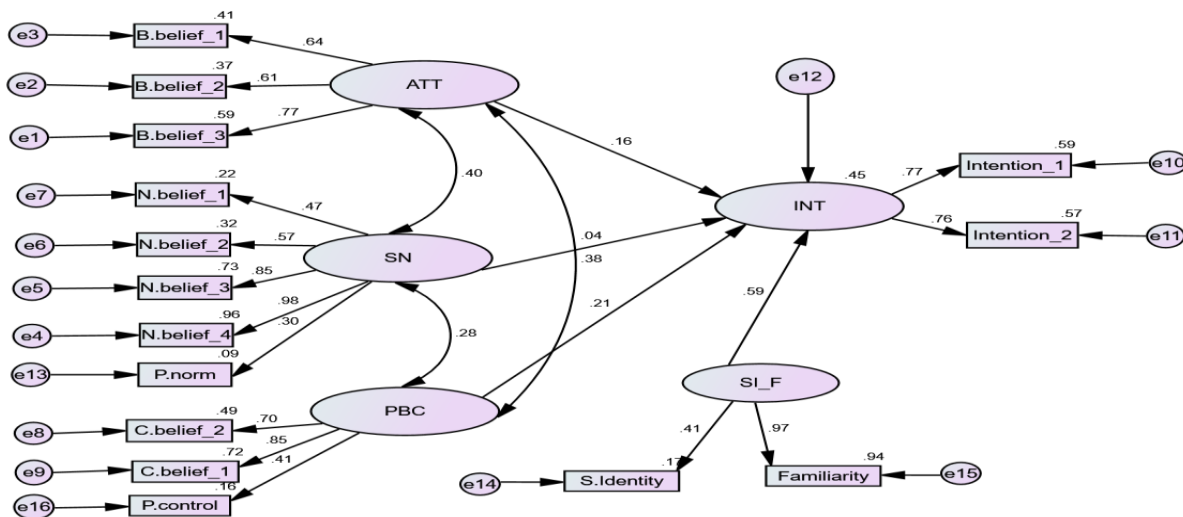 .41
e3
B.belief_1
.64
.37
e2
B.belief_2
.61
ATT
e12
.59
.77
e1
B.belief_3
.16
.59
Intention_1
e10
.22
.40
.45
.77
e7
N.belief_1
.47
INT
.76
.57
.32
Intention_2
e11
e6
N.belief_2
.57
.04
SN
.38
.73
.85
e5
N.belief_3
.59
.98
.21
.96
.30
e4
N.belief_4
.28
.09
e13
P.norm
SI_F
.49
PBC
.70
e8
C.belief_2
.85
.41
.97
.72
.41
e9
C.belief_1
.17
.94
.16
e14
S.Identity
Familiarity
e15
e16
P.control